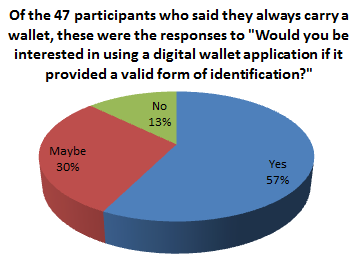 Of the 47 participants who said they always carry a
wallet, these were the responses to "Would you be
interested in using a digital wallet application if it
provided a valid form of identification?"
No
13%
Maybe
30%
Yes
57%